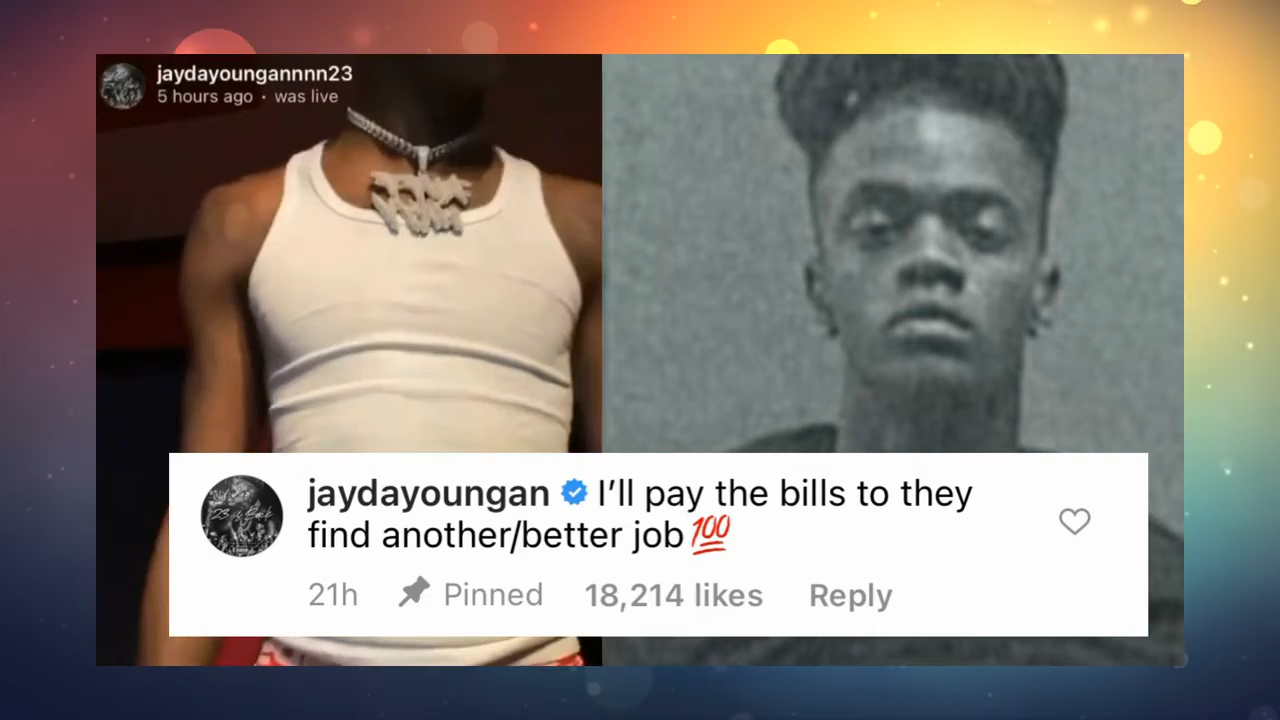 jaydayoungannnn23
5 hours ago · was live
jaydayoungan I’ll pay the bills to they
find another/better job💯
21h Pinned 18,214 likes Reply